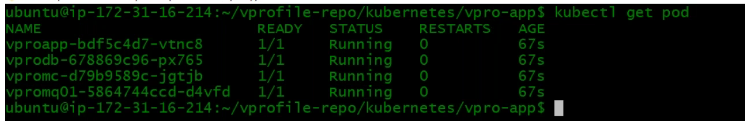 ubuntu@ip-172-31-16-214:~/vprofile-repo/kubernetes/vpro-app$ kubectl get pod
NAME READY STATUS RESTARTS AGE
vproapp-bdf5c4d7-vtnc8 1/1 Running 0 67s
vprodb-678869c96-px765 1/1 Running 0 67s
vpromc-d79b9589c-jgtjb 1/1 Running 0 67s
vpromq01-5864744ccd-d4vfd 1/1 Running 0 67s
ubuntu@ip-172-31-16-214:~/vprofile-repo/kubernetes/vpro-app$